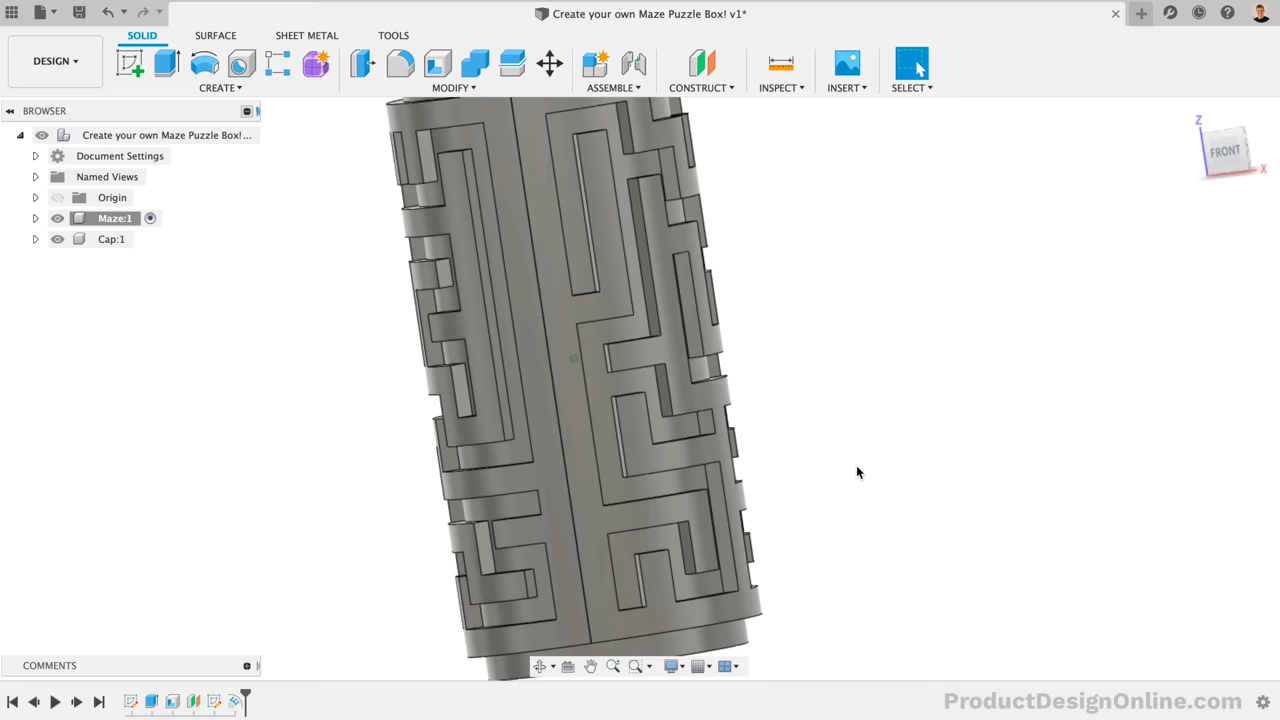 Create your own Maze Puzzle Box! v1*
DESIGN
SOLID
SURFACE
SHEET METAL
TOOLS
CREATE
MODIFY
ASSEMBLE
CONSTRUCT
INSPECT
INSERT
SELECT
BROWSER
Create your own Maze Puzzle Box!...
Document Settings
Named Views
Origin
Maze:1
Cap:1
Z
FRONT
X
COMMENTS
ProductDesignOnline.com